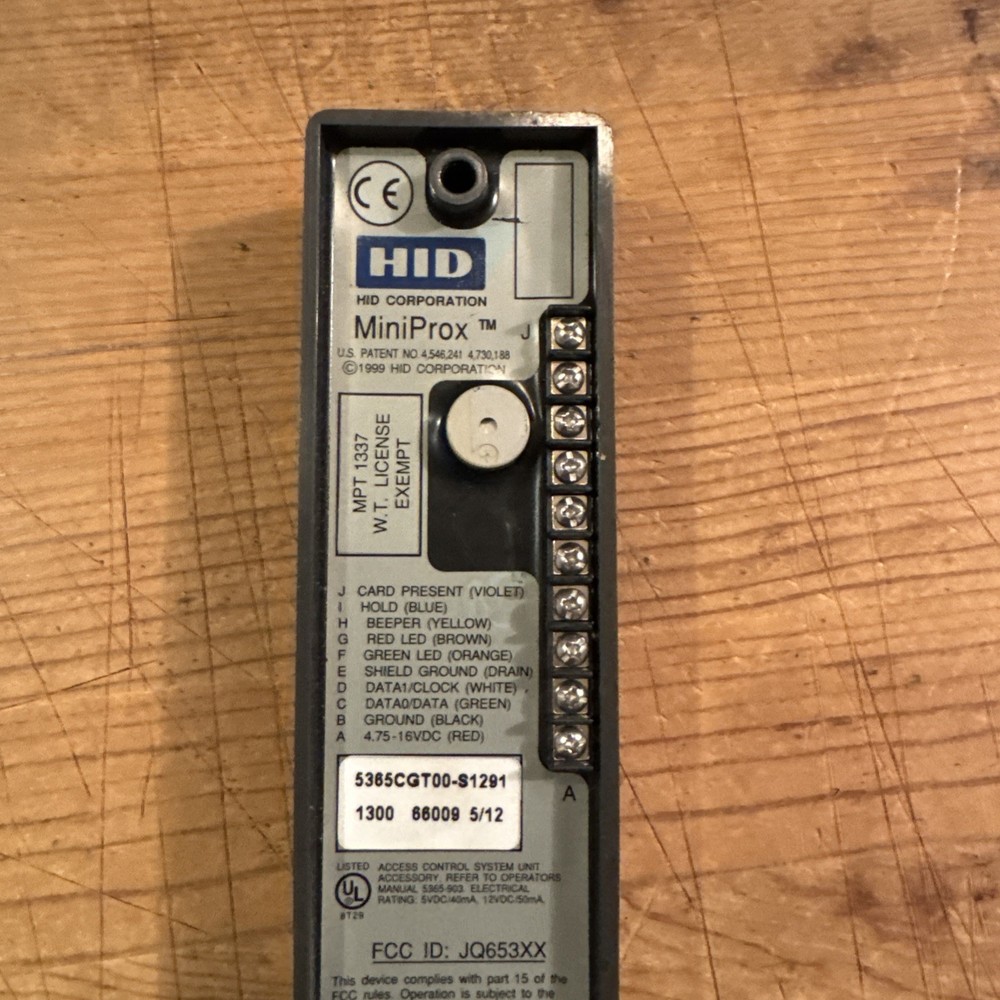 CE
HID
HID CORPORATION
MiniProx ™ J
U.S. PATENT NO. 4,546,241 4,730,188
©1999 HID CORPORATION
MPT 1337
W.T. LICENSE
EXEMPT
J CARD PRESENT (VIOLET)
I HOLD (BLUE)
H BEEPER (YELLOW)
G RED LED (BROWN)
F GREEN LED (ORANGE)
E SHIELD GROUND (DRAIN)
D DATA1/CLOCK (WHITE)
C DATA0/DATA (GREEN)
B GROUND (BLACK)
A 4.75-16VDC (RED)
5365CGT00-S1291
1300 66009 5/12
A
LISTED
UL
8T29
ACCESS CONTROL SYSTEM UNIT
ACCESSORY. REFER TO OPERATORS
MANUAL 5365-903. ELECTRICAL
RATING: 5VDC/40mA, 12VDC/50mA.
FCC ID: JQ653XX
This device complies with part 15 of the
FCC rules. Operation is subject to the